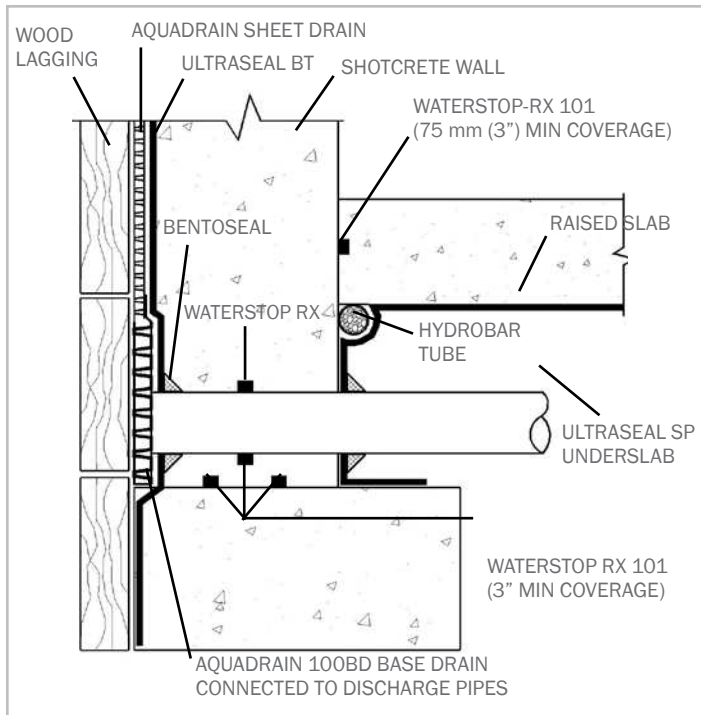 WOOD
LAGGING
AQUADRAIN SHEET DRAIN
ULTRASEAL BT
SHOTCRETE WALL
WATERSTOP-RX 101
(75 mm (3") MIN COVERAGE)
RAISED SLAB
BENTOSEAL
WATERSTOP RX
HYDROBAR
TUBE
ULTRASEAL SP
UNDERSLAB
WATERSTOP RX 101
(3" MIN COVERAGE)
AQUADRAIN 100BD BASE DRAIN
CONNECTED TO DISCHARGE PIPES